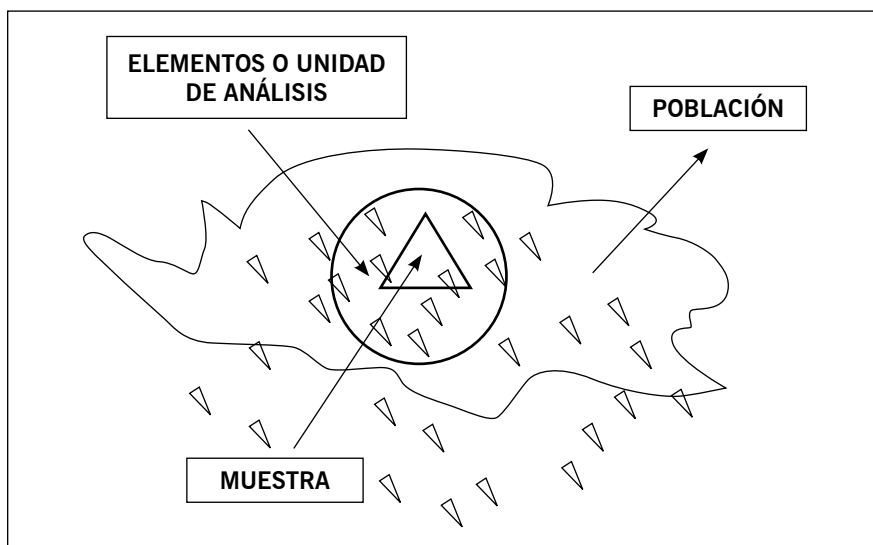 ELEMENTOS O UNIDAD
DE ANÁLISIS
POBLACIÓN
MUESTRA